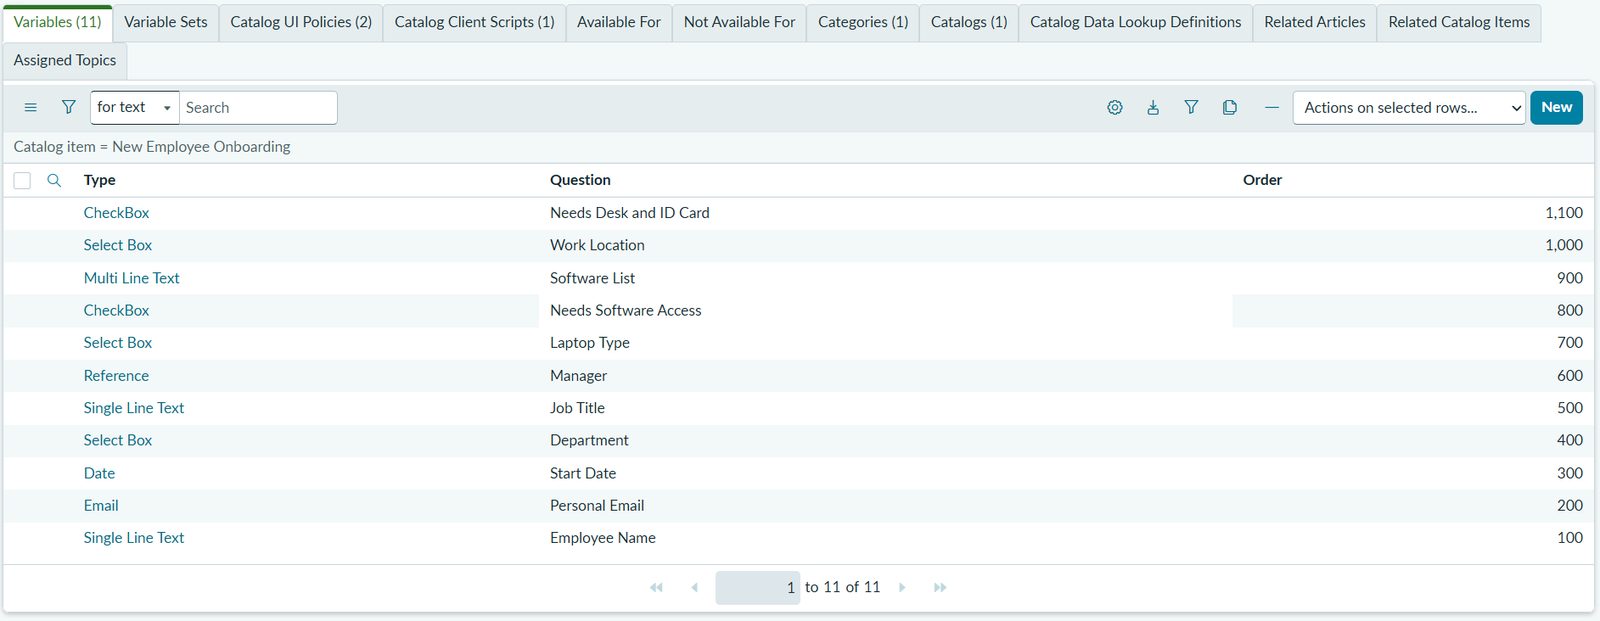 Variables (11) Variable Sets Catalog UI Policies (2) Catalog Client Scripts (1) Available For Not Available For Categories (1) Catalogs (1) Catalog Data Lookup Definitions Related Articles Related Catalog Items
Assigned Topics
for text Search Actions on selected rows... New
Catalog item = New Employee Onboarding
Type Question Order
CheckBox Needs Desk and ID Card 1,100
Select Box Work Location 1,000
Multi Line Text Software List 900
CheckBox Needs Software Access 800
Select Box Laptop Type 700
Reference Manager 600
Single Line Text Job Title 500
Select Box Department 400
Date Start Date 300
Email Personal Email 200
Single Line Text Employee Name 100
1 to 11 of 11